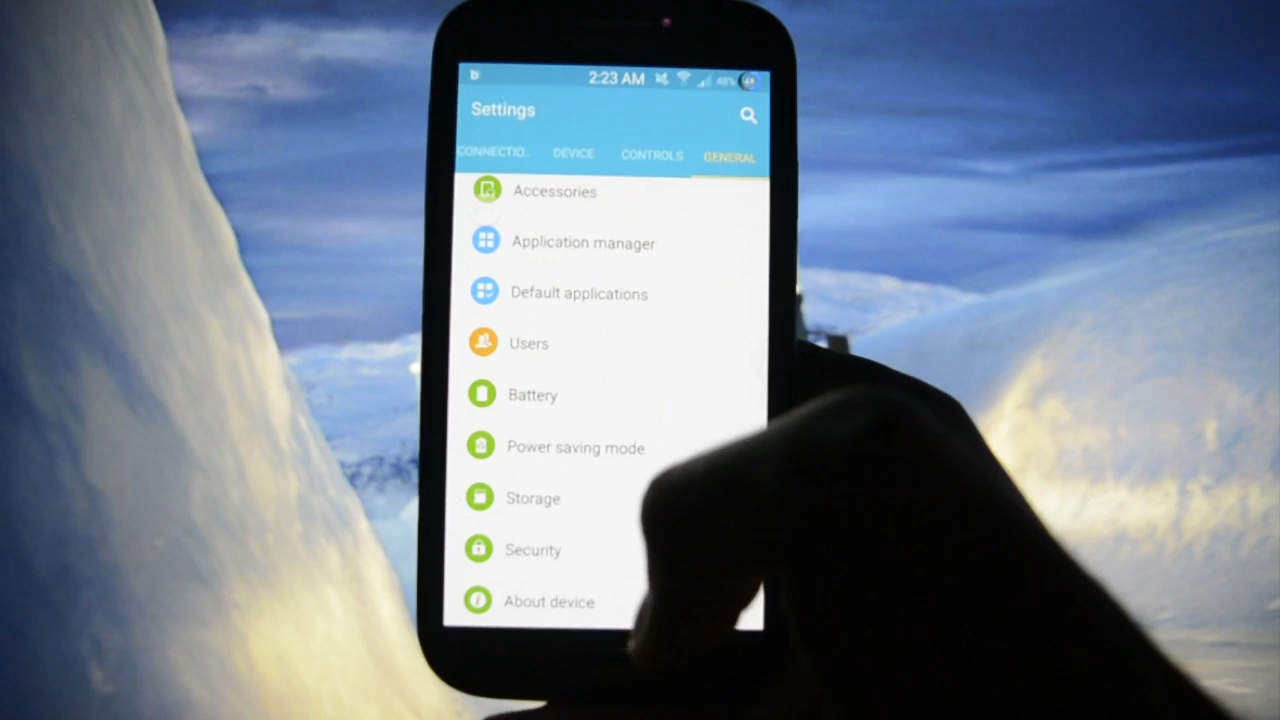 2:23 AM 48%
Settings
CONNECTIO.. DEVICE CONTROLS GENERAL
Accessories
Application manager
Default applications
Users
Battery
Power saving mode
Storage
Security
About device